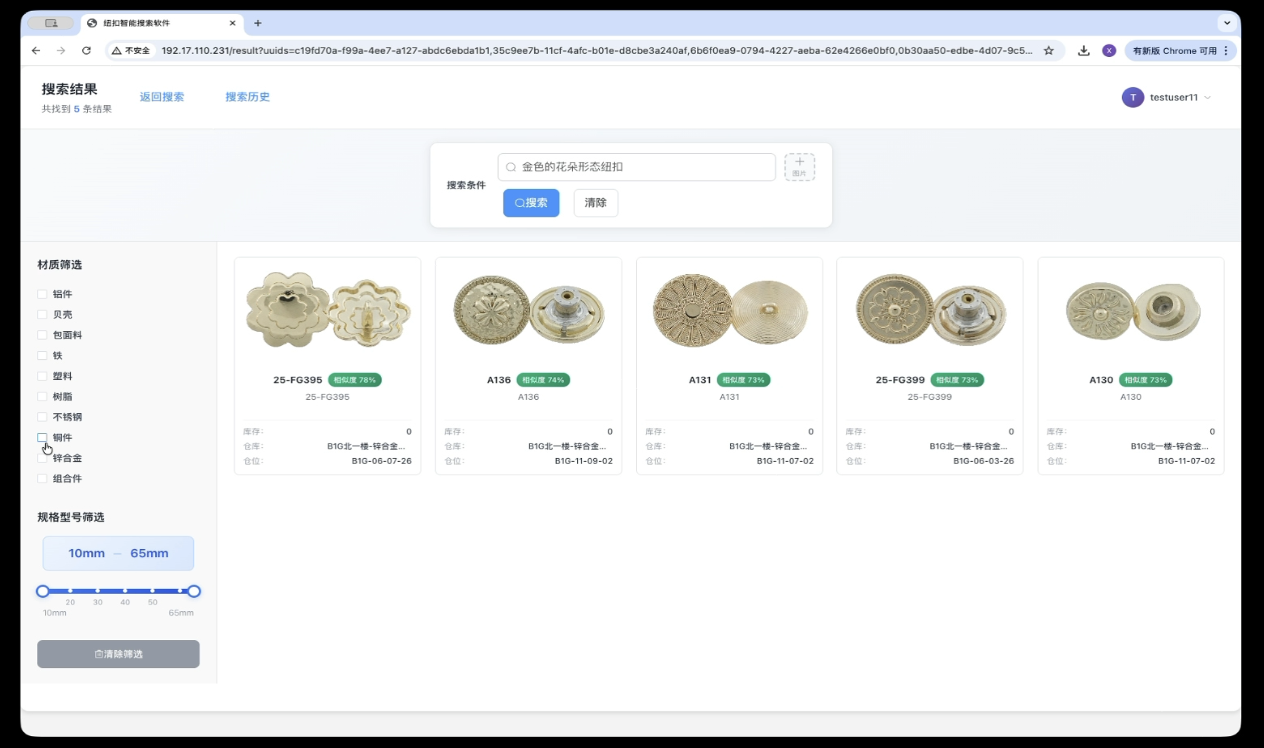 纽扣智能搜索软件
不安全 192.17.110.231/result?uuids=c19fd70a-f99a-4ee7-a127-abdc6ebda1b1,35c9ee7b-11cf-4afc-b01e-d8cbe3a240af,6b6f0ea9-0794-4227-aeba-62e4266e0bf0,0b30aa50-edbe-4d07-9c5... X 有新版 Chrome 可用
搜索结果
共找到 5 条结果
返回搜索 搜索历史
T testuser11
搜索条件
金色的花朵形态纽扣
图片
搜索 清除
材质筛选
铝件
贝壳
包面料
铁
塑料
树脂
不锈钢
铜件
锌合金
组合件
规格型号筛选
10mm — 65mm
20 30 40 50
10mm 65mm
清除筛选
25-FG395 相似度 78%
25-FG395
库存: 0
仓库: B1G北一楼-锌合金...
仓位: B1G-06-07-26
A136 相似度 74%
A136
库存: 0
仓库: B1G北一楼-锌合金...
仓位: B1G-11-09-02
A131 相似度 73%
A131
库存: 0
仓库: B1G北一楼-锌合金...
仓位: B1G-11-07-02
25-FG399 相似度 73%
25-FG399
库存: 0
仓库: B1G北一楼-锌合金...
仓位: B1G-06-03-26
A130 相似度 73%
A130
库存: 0
仓库: B1G北一楼-锌合金...
仓位: B1G-11-07-02